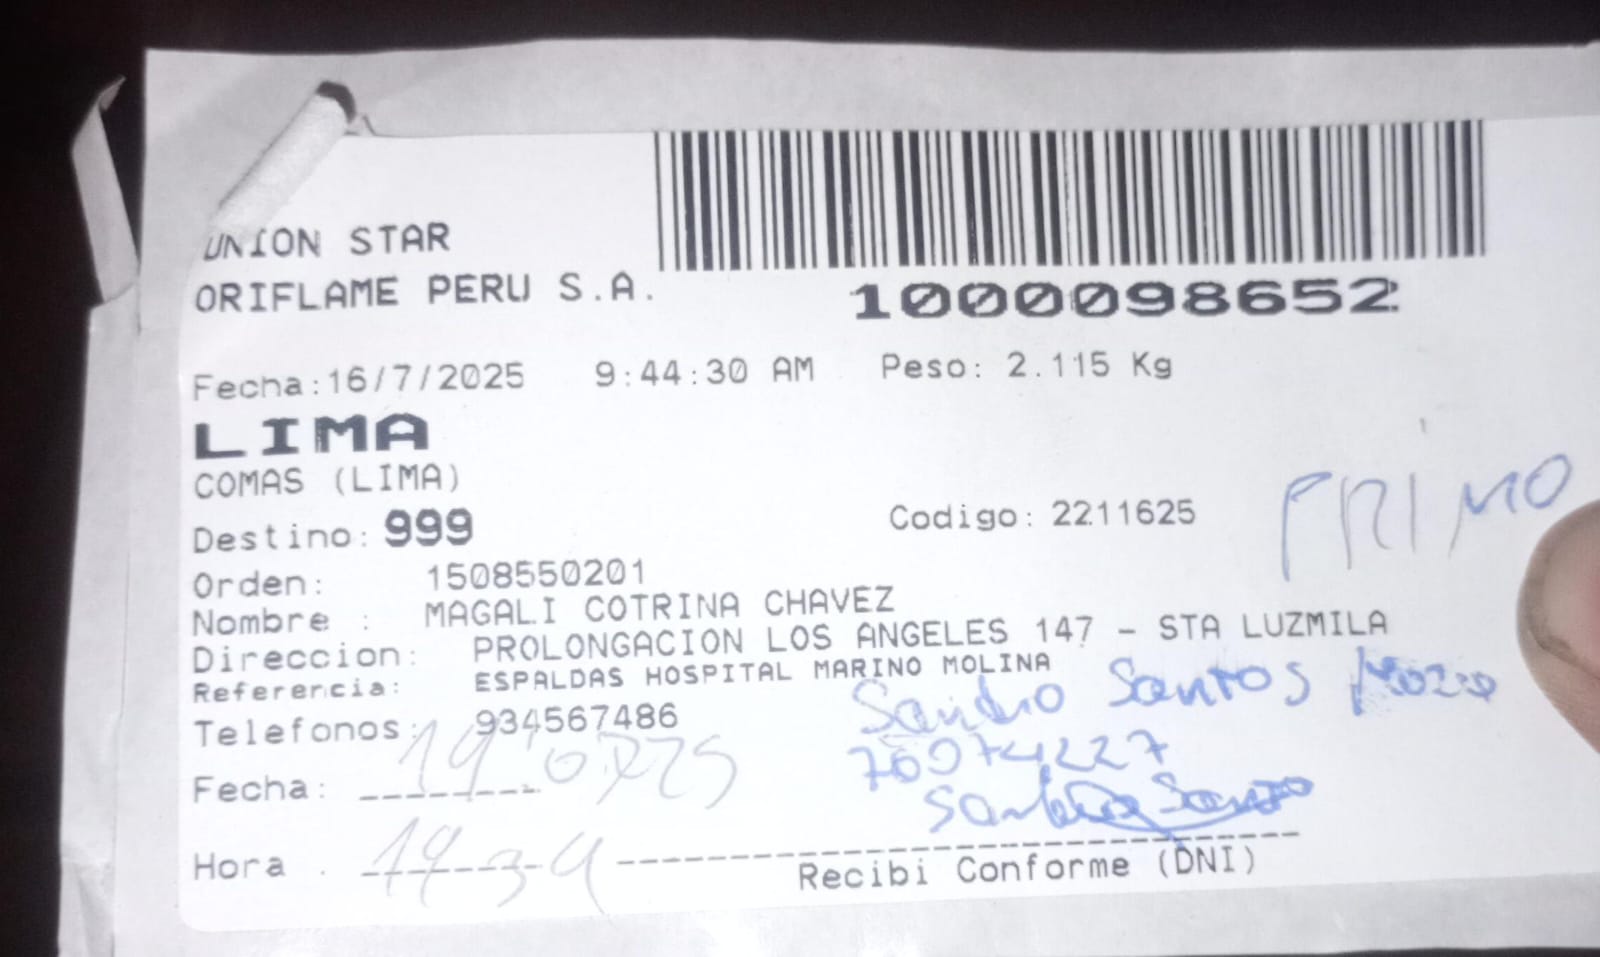 UNION STAR
ORIFLAME PERU S.A.
1000098652
Fecha:16/7/2025 9:44:30 AM Peso: 2.115 Kg
LIMA
COMAS (LIMA)
Destino: 999 Codigo: 2211625
PRIMO
Orden: 1508550201
Nombre : MAGALI COTRINA CHAVEZ
Direccion: PROLONGACION LOS ANGELES 147 - STA LUZMILA
Referencia: ESPALDAS HOSPITAL MARINO MOLINA
Sandro Santos
Telefonos: 934567486
Fecha:
Hora .
Recibi Conforme (DNI)